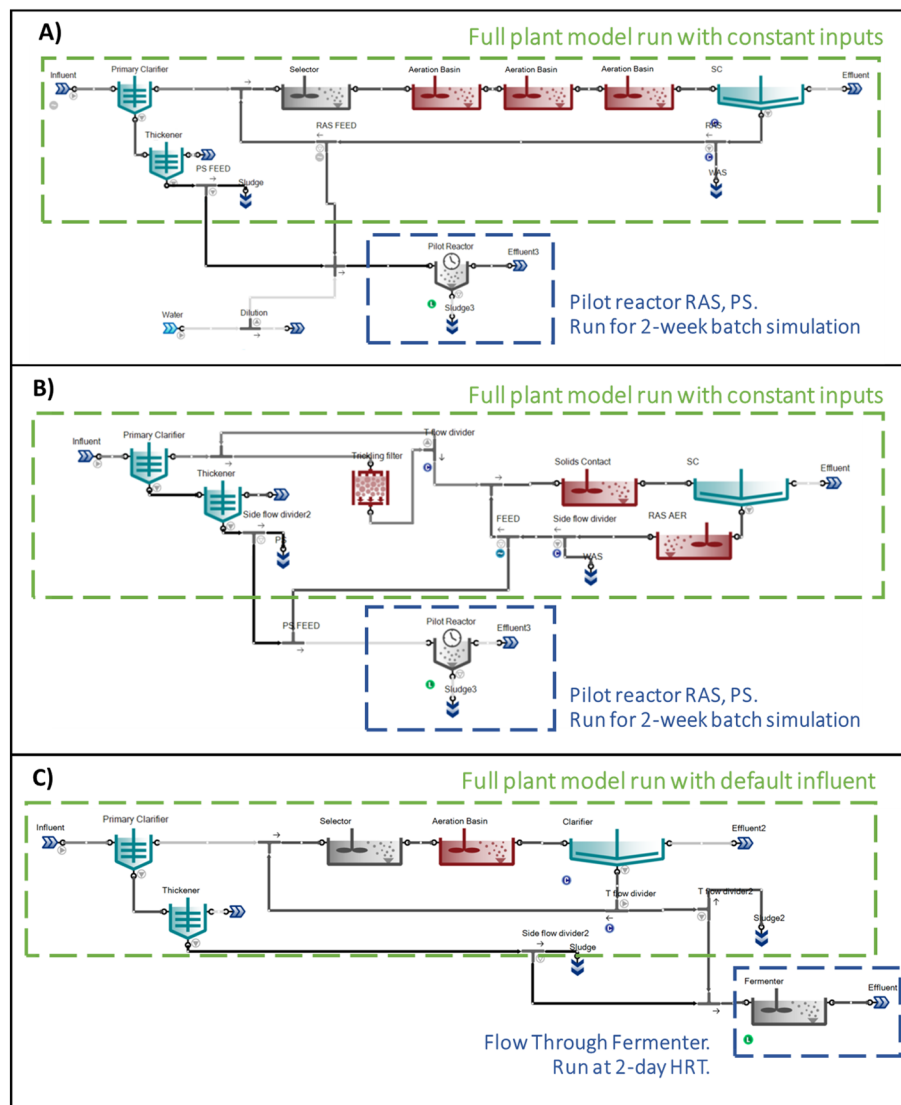 A)
Full plant model run with constant inputs
Influent
Primary Clarifier
Selector
Aeration Basin
Aeration Basin
Aeration Basin
SC
Effluent
RAS FEED
RAS
Thickener
PS FEED
Sludge
WAS
Pilot Reactor
Effluent3
Sludge3
Water
Dilution
Pilot reactor RAS, PS.
Run for 2-week batch simulation
B)
Full plant model run with constant inputs
Influent
Primary Clarifier
T flow divider
Thickener
Trickling filter
Solids Contact
SC
Effluent
Side flow divider2
PS
FEED
Side flow divider
RAS AER
WAS
PS FEED
Pilot Reactor
Effluent3
Sludge3
Pilot reactor RAS, PS.
Run for 2-week batch simulation
C)
Full plant model run with default influent
Influent
Primary Clarifier
Selector
Aeration Basin
Clarifier
Effluent2
Thickener
T flow divider
T flow divider2
Sludge2
Side flow divider2
Sludge
Fermenter
Effluent
Flow Through Fermenter.
Run at 2-day HRT.